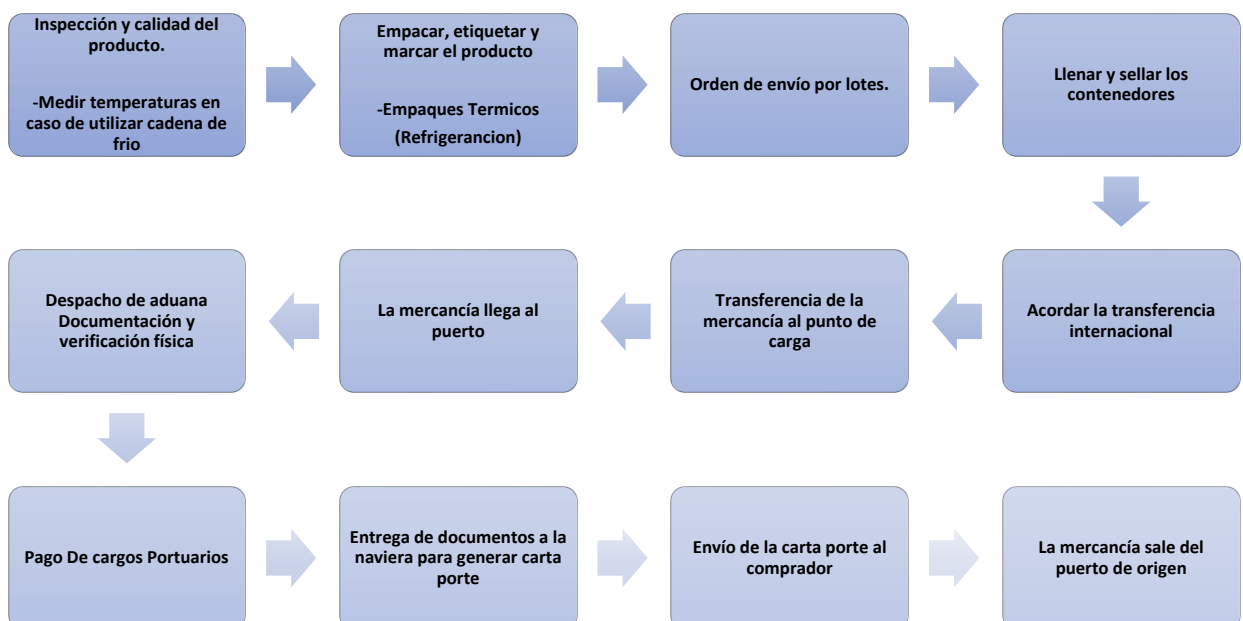 Inspección y calidad del
producto.
-Medir temperaturas en
caso de utilizar cadena de
frio
Empacar, etiquetar y
marcar el producto
-Empaques Termicos
(Refrigerancion)
Orden de envío por lotes.
Llenar y sellar los
contenedores
Acordar la transferencia
internacional
Transferencia de la
mercancía al punto de
carga
La mercancía llega al
puerto
Despacho de aduana
Documentación y
verificación física
Pago De cargos Portuarios
Entrega de documentos a la
naviera para generar carta
porte
Envío de la carta porte al
comprador
La mercancía sale del
puerto de origen